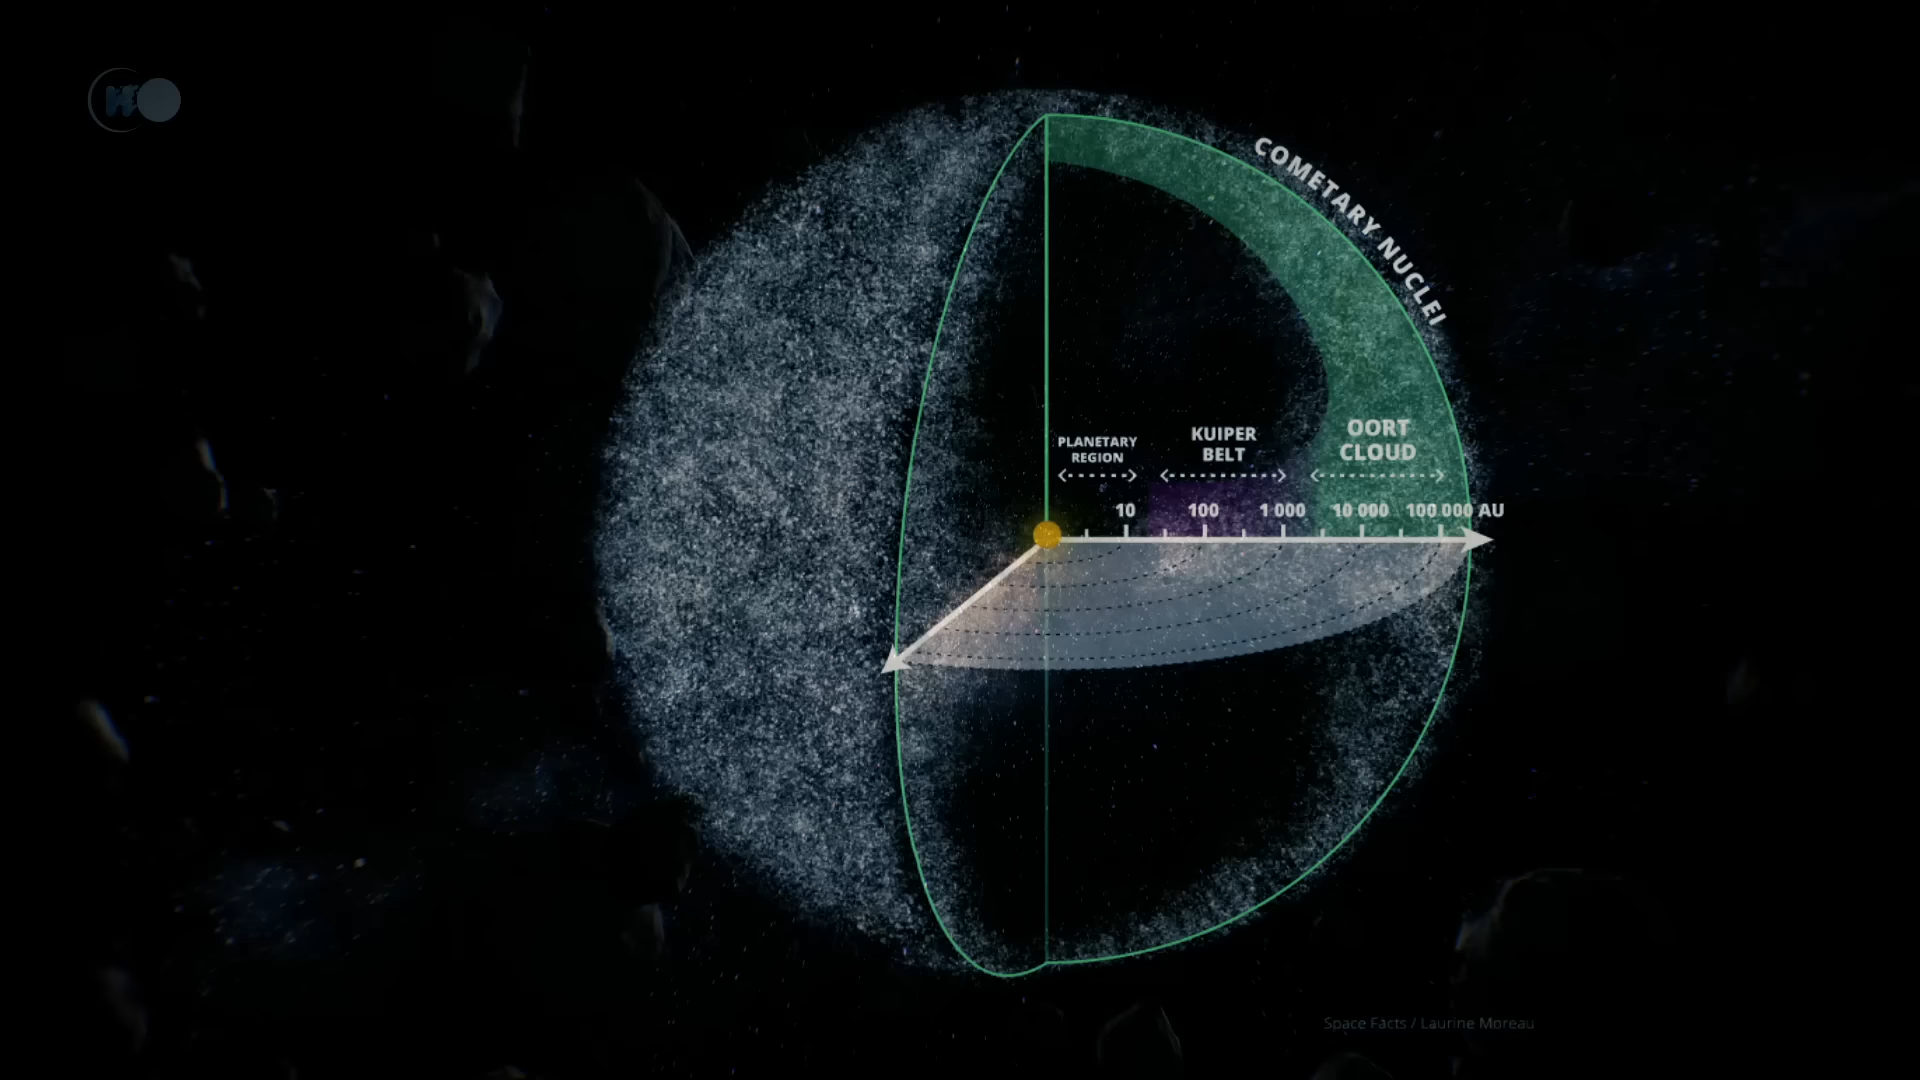 COMETARY NUCLEI
PLANETARY
REGION
KUIPER
BELT
OORT
CLOUD
10 100 1 000 10 000 100 000 AU
Space Facts / Laurine Moreau